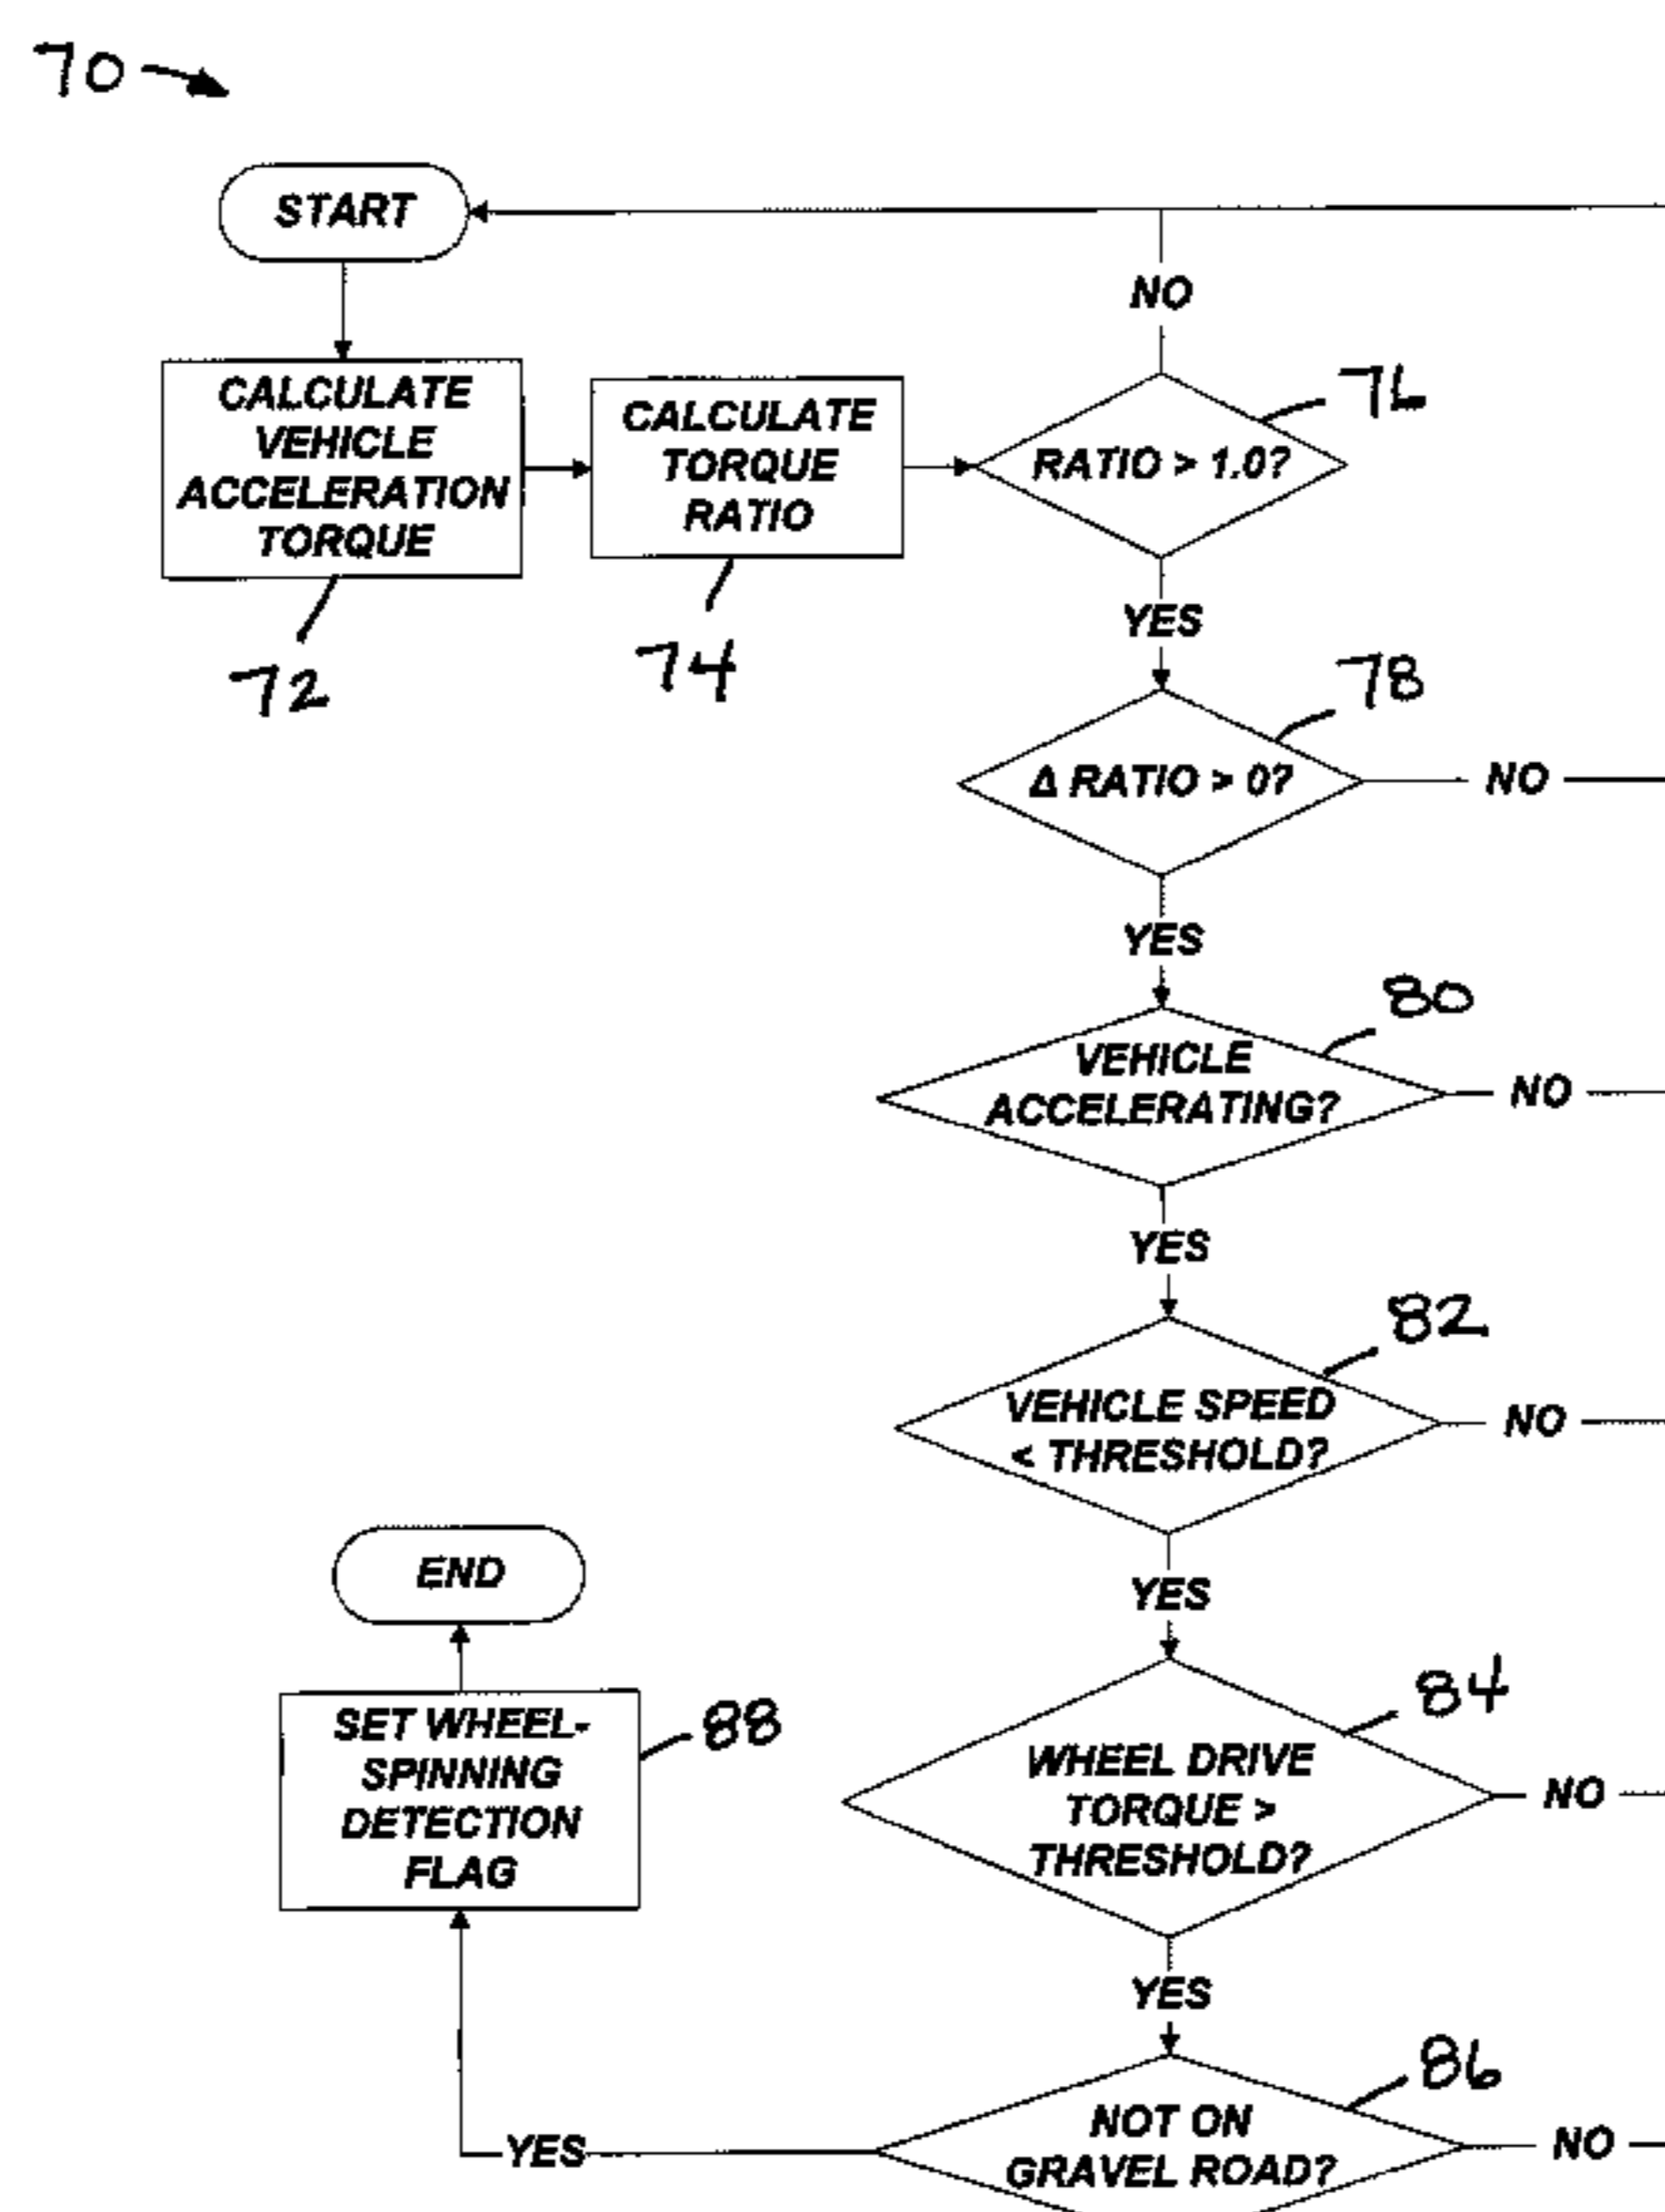 70
START
NO
CALCULATE
VEHICLE
ACCELERATION
TORQUE
72
CALCULATE
TORQUE
RATIO
74
RATIO > 1.0?
76
YES
Δ RATIO > 0?
78
NO
YES
VEHICLE
ACCELERATING?
80
NO
YES
VEHICLE SPEED
< THRESHOLD?
82
NO
YES
WHEEL DRIVE
TORQUE >
THRESHOLD?
84
NO
YES
NOT ON
GRAVEL ROAD?
86
NO
YES
SET WHEEL-
SPINNING
DETECTION
FLAG
88
END